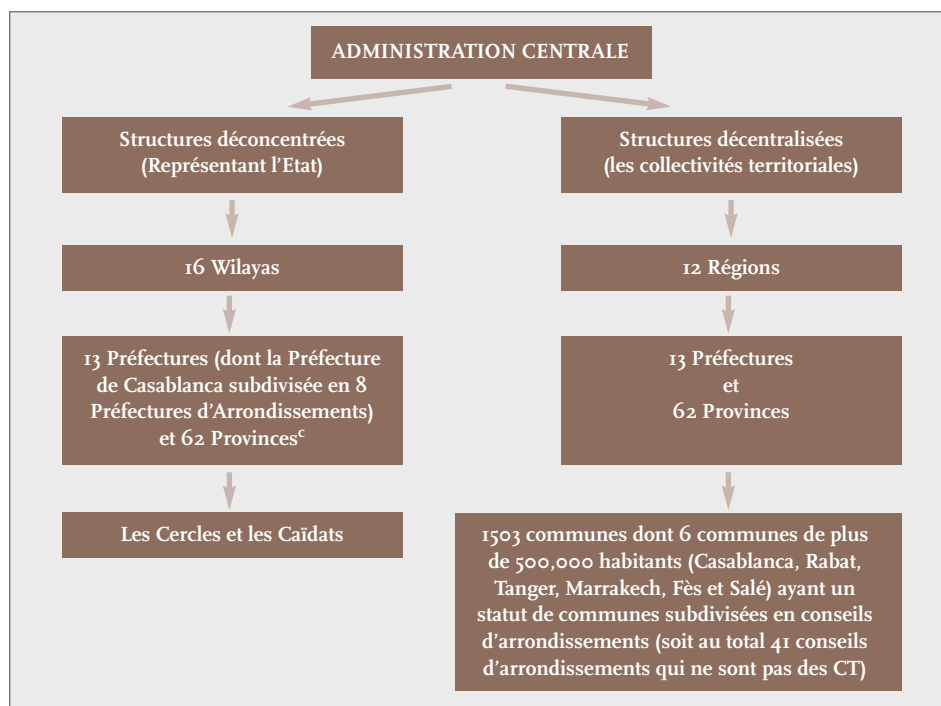 ADMINISTRATION CENTRALE
Structures déconcentrées
(Représentant l'Etat)
16 Wilayas
13 Préfectures (dont la Préfecture
de Casablanca subdivisée en 8
Préfectures d'Arrondissements)
et 62 Provincesᶜ
Les Cercles et les Caïdats
Structures décentralisées
(les collectivités territoriales)
12 Régions
13 Préfectures
et
62 Provinces
1503 communes dont 6 communes de plus
de 500,000 habitants (Casablanca, Rabat,
Tanger, Marrakech, Fès et Salé) ayant un
statut de communes subdivisées en conseils
d'arrondissements (soit au total 41 conseils
d'arrondissements qui ne sont pas des CT)